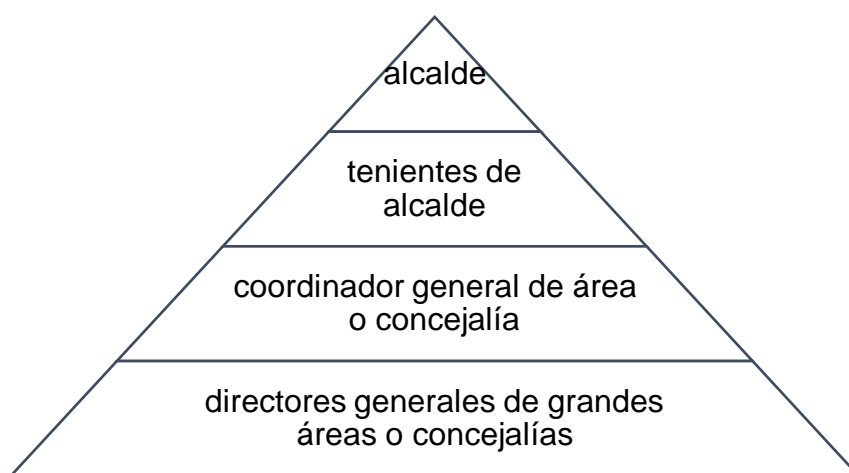 alcalde
tenientes de
alcalde
coordinador general de área
o concejalía
directores generales de grandes
áreas o concejalías